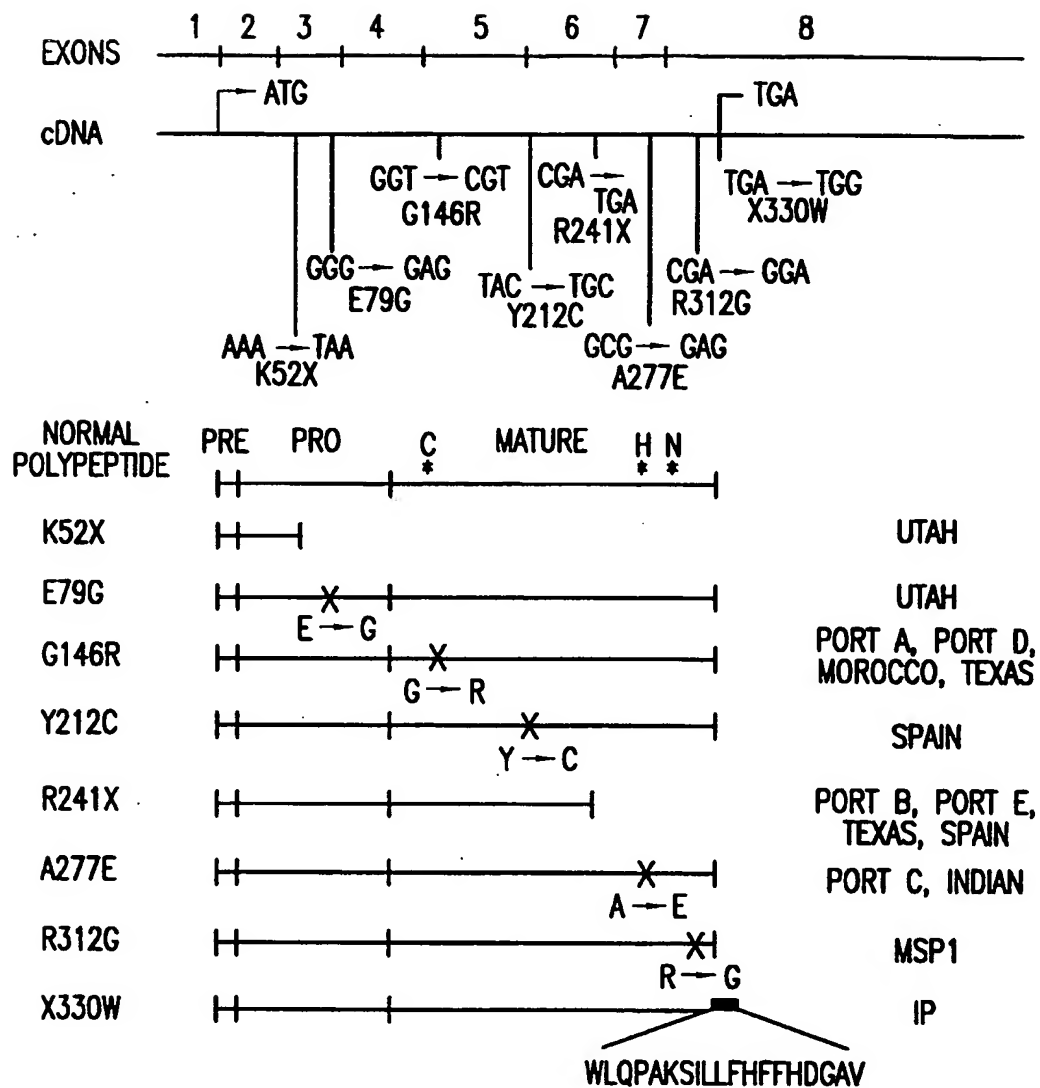 1 2 3 4 5 6 7 8
EXONS
ATG
TGA
cDNA
GGT → CGT
G146R
CGA →
TGA
R241X
TGA → TGG
X330W
GGG → GAG
E79G
TAC → TGC
Y212C
CGA → GGA
R312G
AAA → TAA
K52X
GCG → GAG
A277E
NORMAL
POLYPEPTIDE
PRE PRO C MATURE H N
* * *
K52X UTAH
E79G UTAH
E → G
G146R PORT A, PORT D,
MOROCCO, TEXAS
G → R
Y212C SPAIN
Y → C
R241X PORT B, PORT E,
TEXAS, SPAIN
A277E PORT C, INDIAN
A → E
R312G MSP1
R → G
X330W IP
WLQPAKSILLFHFFHDGAV